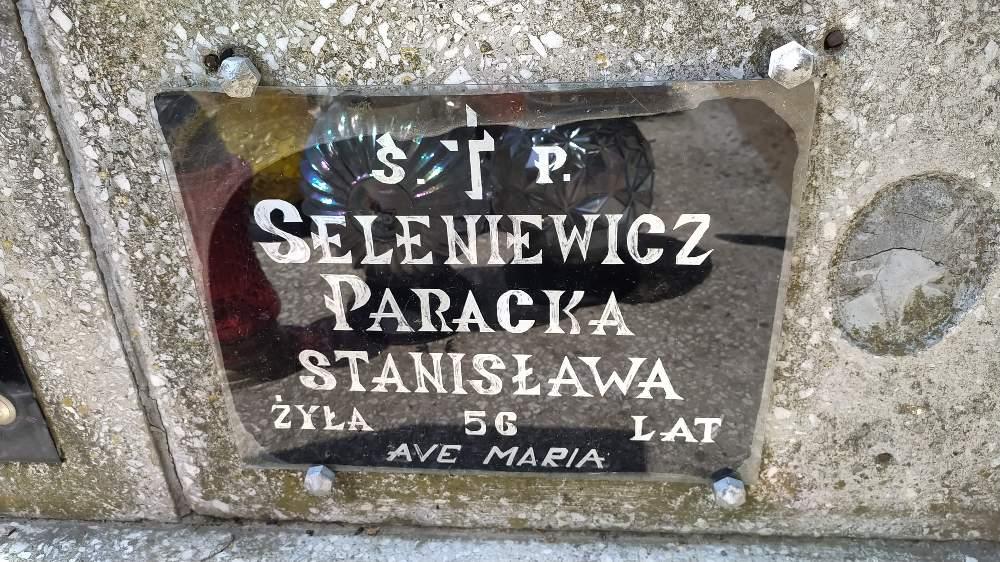 Ś. P.
SELENIEWICZ
PARACKA
STANISŁAWA
ŻYŁA 56 LAT
AVE MARIA